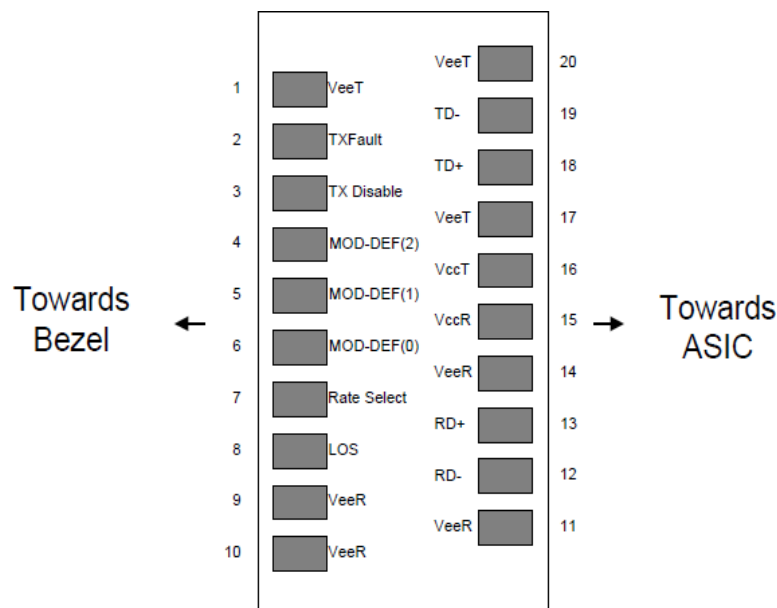 VeeT 20
1 VeeT
TD- 19
2 TXFault
TD+ 18
3 TX Disable
VeeT 17
4 MOD-DEF(2)
VccT 16
5 MOD-DEF(1)
Towards
Bezel
VccR 15
Towards
ASIC
6 MOD-DEF(0)
VeeR 14
7 Rate Select
RD+ 13
8 LOS
RD- 12
9 VeeR
VeeR 11
10 VeeR